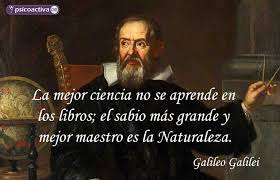 psicoactiva
La mejor ciencia no se aprende en
los libros; el sabio más grande y
mejor maestro es la Naturaleza.
Galileo Galilei